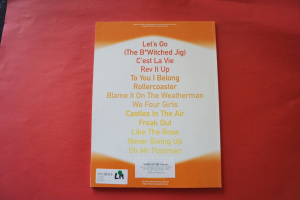 Let's Go
(The B*Witched Jig)
C'est La Vie
Rev It Up
To You I Belong
Rollercoaster
Blame It On The Weatherman
We Four Girls
Castles In The Air
Freak Out
Like The Rose
Never Giving Up
Oh Mr. Postman